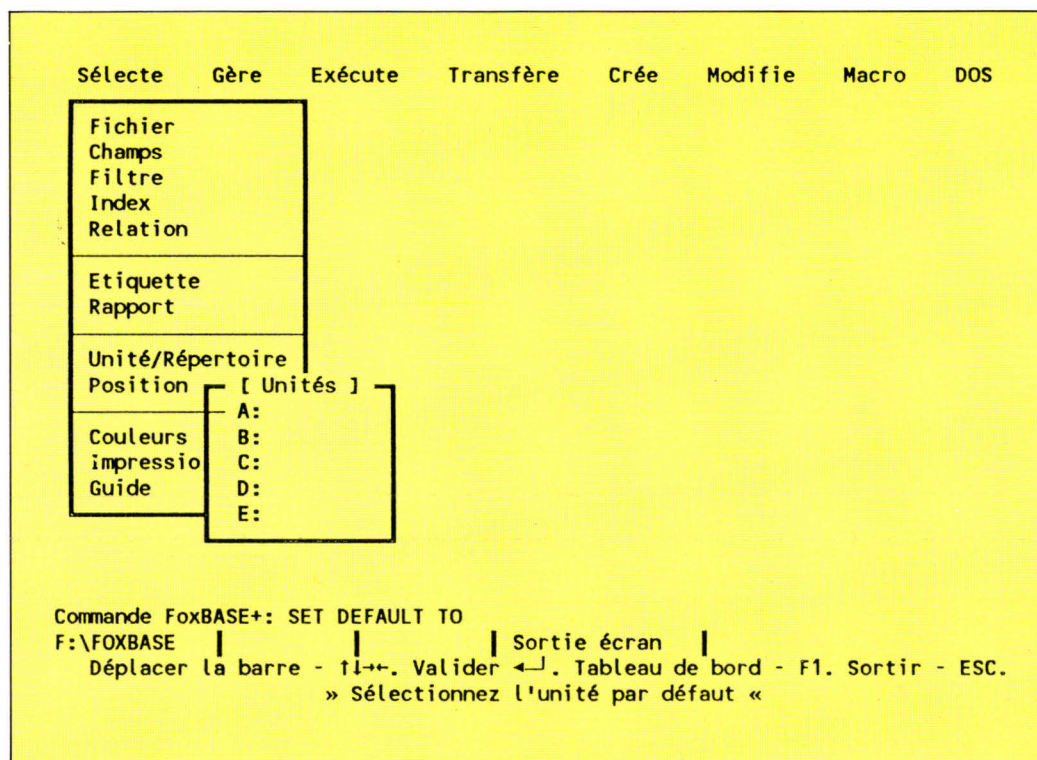 Sélecte Gère Exécute Transfère Crée Modifie Macro DOS
Fichier
Champs
Filtre
Index
Relation
Etiquette
Rapport
Unité/Répertoire
Position [ Unités ]
A:
Couleurs B:
impressio C:
Guide D:
E:
Commande FoxBASE+: SET DEFAULT TO
F:\FOXBASE Sortie écran
Déplacer la barre - ↑↓→←. Valider ◄─┘. Tableau de bord - F1. Sortir - ESC.
» Sélectionnez l'unité par défaut «